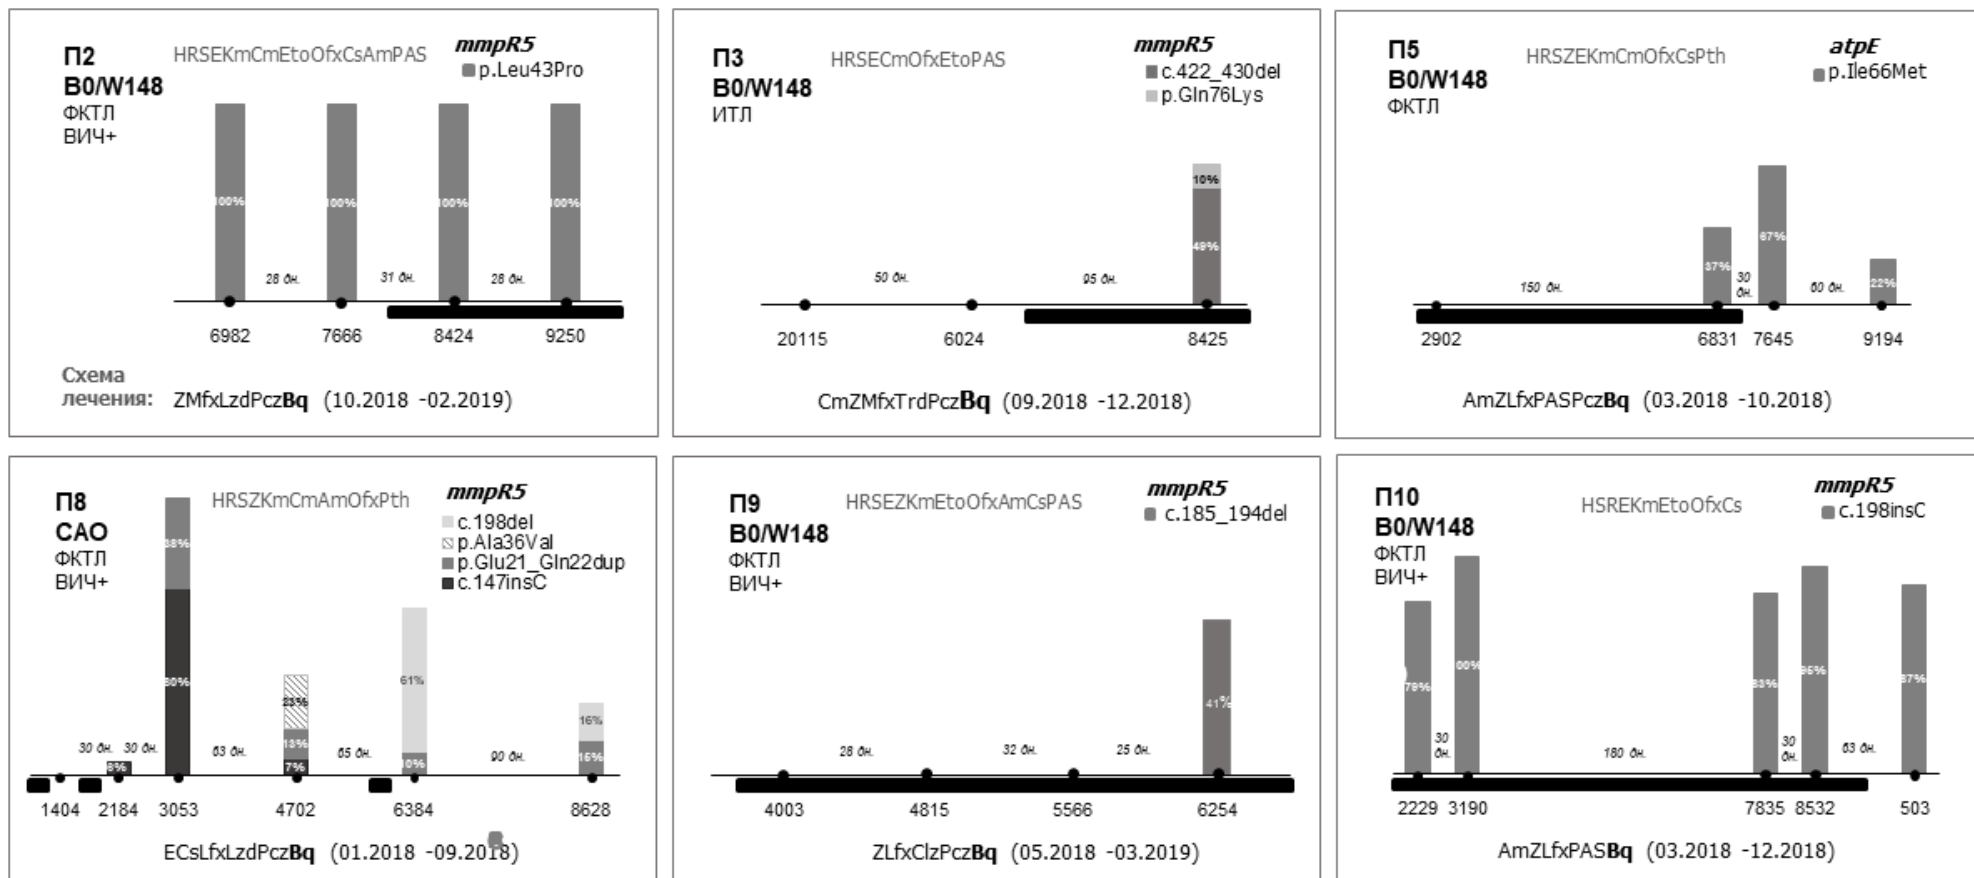 П2
B0/W148
ФКТЛ
ВИЧ+
HRSEKmCmEtoOfxCsAmPAS
mmpR5
p.Leu43Pro
100%
100%
100%
100%
28 дн.
31 дн.
28 дн.
6982
7666
8424
9250
Схема
лечения: ZMfxLzdPczBq (10.2018 -02.2019)
П3
B0/W148
ИТЛ
HRSECmOfxEtoPAS
mmpR5
c.422_430del
p.Gln76Lys
10%
49%
50 дн.
95 дн.
20115
6024
8425
CmZMfxTrdPczBq (09.2018 -12.2018)
П5
B0/W148
ФКТЛ
HRSZEKmCmOfxCsPth
atpE
p.Ile66Met
37%
67%
22%
150 дн.
30
дн.
60 дн.
2902
6831
7645
9194
AmZLfxPASPczBq (03.2018 -10.2018)
П8
CAO
ФКТЛ
ВИЧ+
HRSZKmCmAmOfxPth
mmpR5
c.198del
p.Ala36Val
p.Glu21_Gln22dup
c.147insC
38%
23%
13%
7%
61%
10%
16%
15%
30 дн.
30 дн.
63 дн.
65 дн.
90 дн.
1404
2184
3053
4702
6384
8628
ECsLfxLzdPczBq (01.2018 -09.2018)
П9
B0/W148
ФКТЛ
ВИЧ+
HRSEZKmEtoOfxAmCsPAS
mmpR5
c.185_194del
41%
28 дн.
32 дн.
25 дн.
4003
4815
5566
6254
ZLfxClzPczBq (05.2018 -03.2019)
П10
B0/W148
ФКТЛ
ВИЧ+
HSREKmEtoOfxCs
mmpR5
c.198insC
79%
00%
83%
95%
87%
30
дн.
180 дн.
30
дн.
63 дн.
2229
3190
7835
8532
503
AmZLfxPASBq (03.2018 -12.2018)